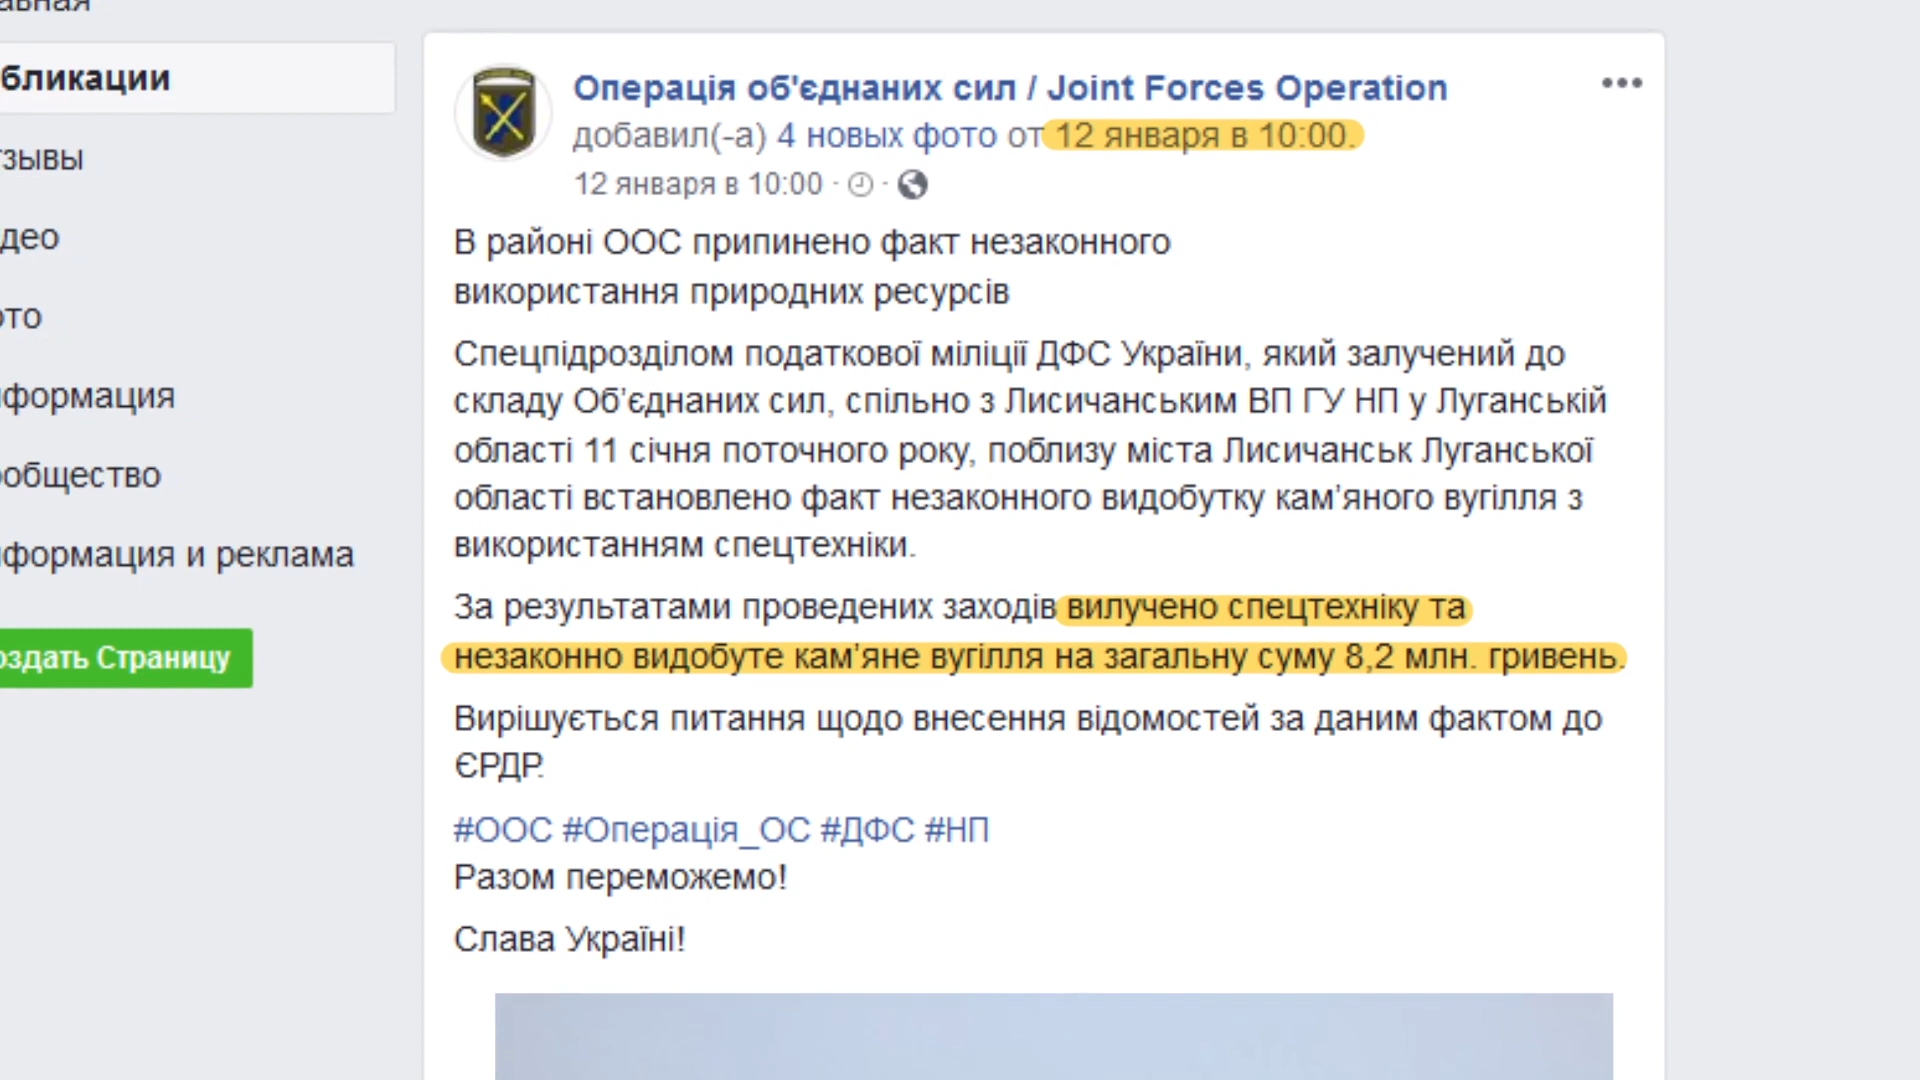 бликации
зывы
део
то
формация
общество
формация и реклама
оздать Страницу
Операція об'єднаних сил / Joint Forces Operation
добавил(-а) 4 новых фото от 12 января в 10:00.
12 января в 10:00
В районі ООС припинено факт незаконного
використання природних ресурсів
Спецпідрозділом податкової міліції ДФС України, який залучений до
складу Об’єднаних сил, спільно з Лисичанським ВП ГУ НП у Луганській
області 11 січня поточного року, поблизу міста Лисичанськ Луганської
області встановлено факт незаконного видобутку кам’яного вугілля з
використанням спецтехніки.
За результатами проведених заходів вилучено спецтехніку та
незаконно видобуте кам’яне вугілля на загальну суму 8,2 млн. гривень.
Вирішується питання щодо внесення відомостей за даним фактом до
ЄРДР.
#ООС #Операція_ОС #ДФС #НП
Разом переможемо!
Слава Україні!